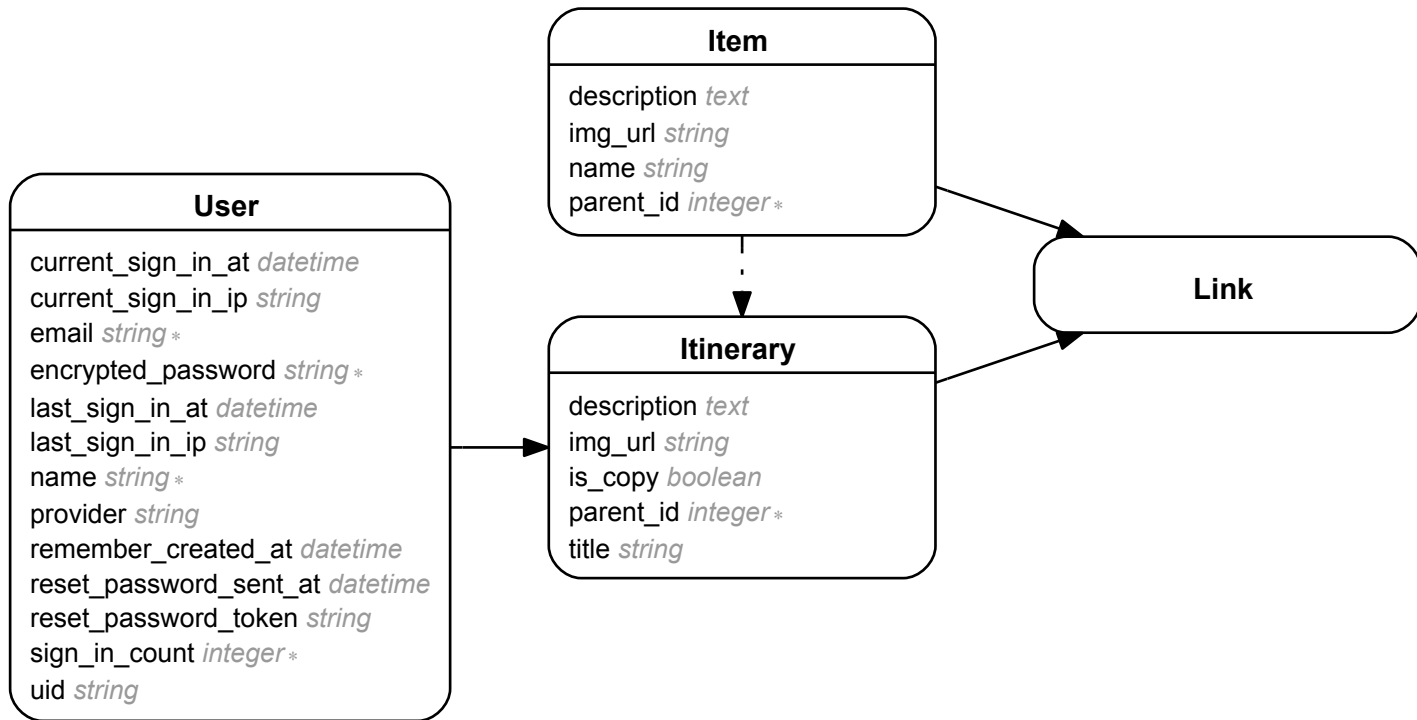 Item
description text
img_url string
name string
parent_id integer *
User
current_sign_in_at datetime
current_sign_in_ip string
email string *
encrypted_password string *
last_sign_in_at datetime
last_sign_in_ip string
name string *
provider string
remember_created_at datetime
reset_password_sent_at datetime
reset_password_token string
sign_in_count integer *
uid string
Itinerary
description text
img_url string
is_copy boolean
parent_id integer *
title string
Link